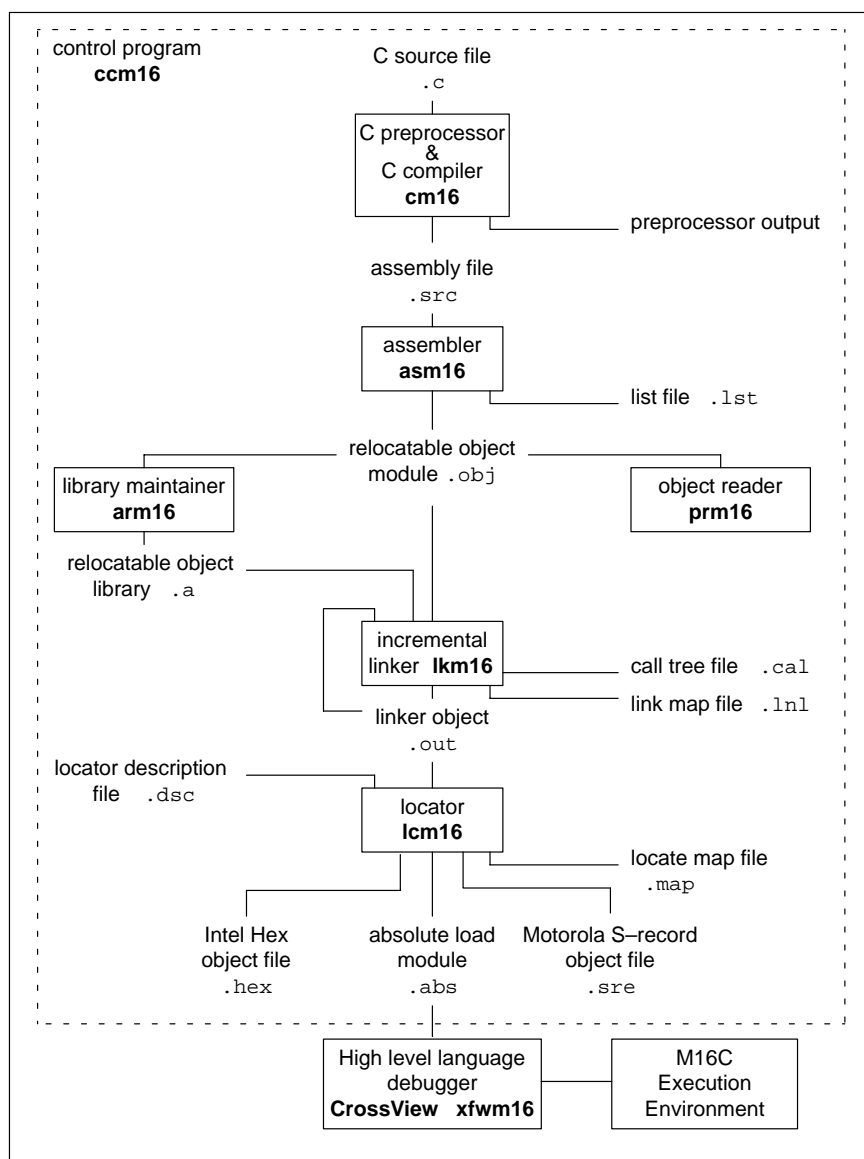 control program
ccm16
C source file
.c
C preprocessor
&
C compiler
cm16
preprocessor output
assembly file
.src
assembler
asm16
list file .lst
relocatable object
module .obj
library maintainer
arm16
object reader
prm16
relocatable object
library .a
incremental
linker lkm16
call tree file .cal
link map file .lnl
linker object
.out
locator description
file .dsc
locator
lcm16
locate map file
.map
Intel Hex
object file
.hex
absolute load
module
.abs
Motorola S–record
object file
.sre
High level language
debugger
CrossView xfwm16
M16C
Execution
Environment